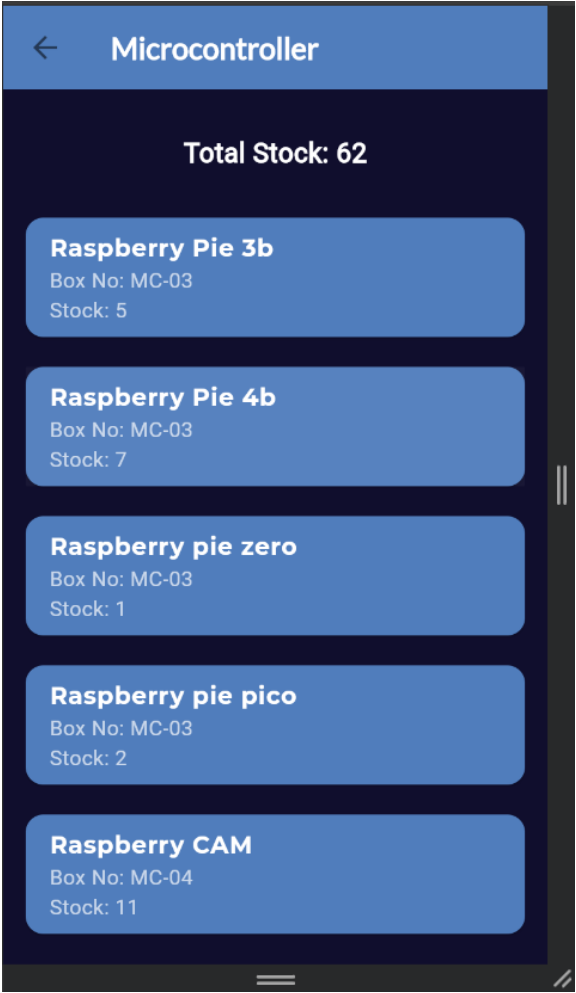 Microcontroller
Total Stock: 62
Raspberry Pie 3b
Box No: MC-03
Stock: 5
Raspberry Pie 4b
Box No: MC-03
Stock: 7
Raspberry pie zero
Box No: MC-03
Stock: 1
Raspberry pie pico
Box No: MC-03
Stock: 2
Raspberry CAM
Box No: MC-04
Stock: 11